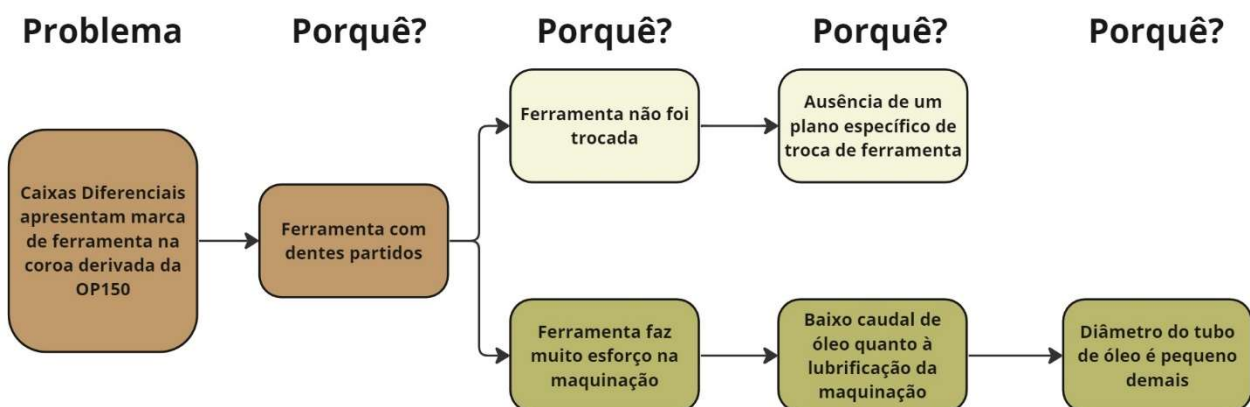 Problema Porquê? Porquê? Porquê? Porquê?
Caixas Diferenciais
apresentam marca
de ferramenta na
coroa derivada da
OP150
Ferramenta com
dentes partidos
Ferramenta não foi
trocada
Ausência de um
plano específico de
troca de ferramenta
Ferramenta faz
muito esforço na
maquinação
Baixo caudal de
óleo quanto à
lubrificação da
maquinação
Diâmetro do tubo
de óleo é pequeno
demais